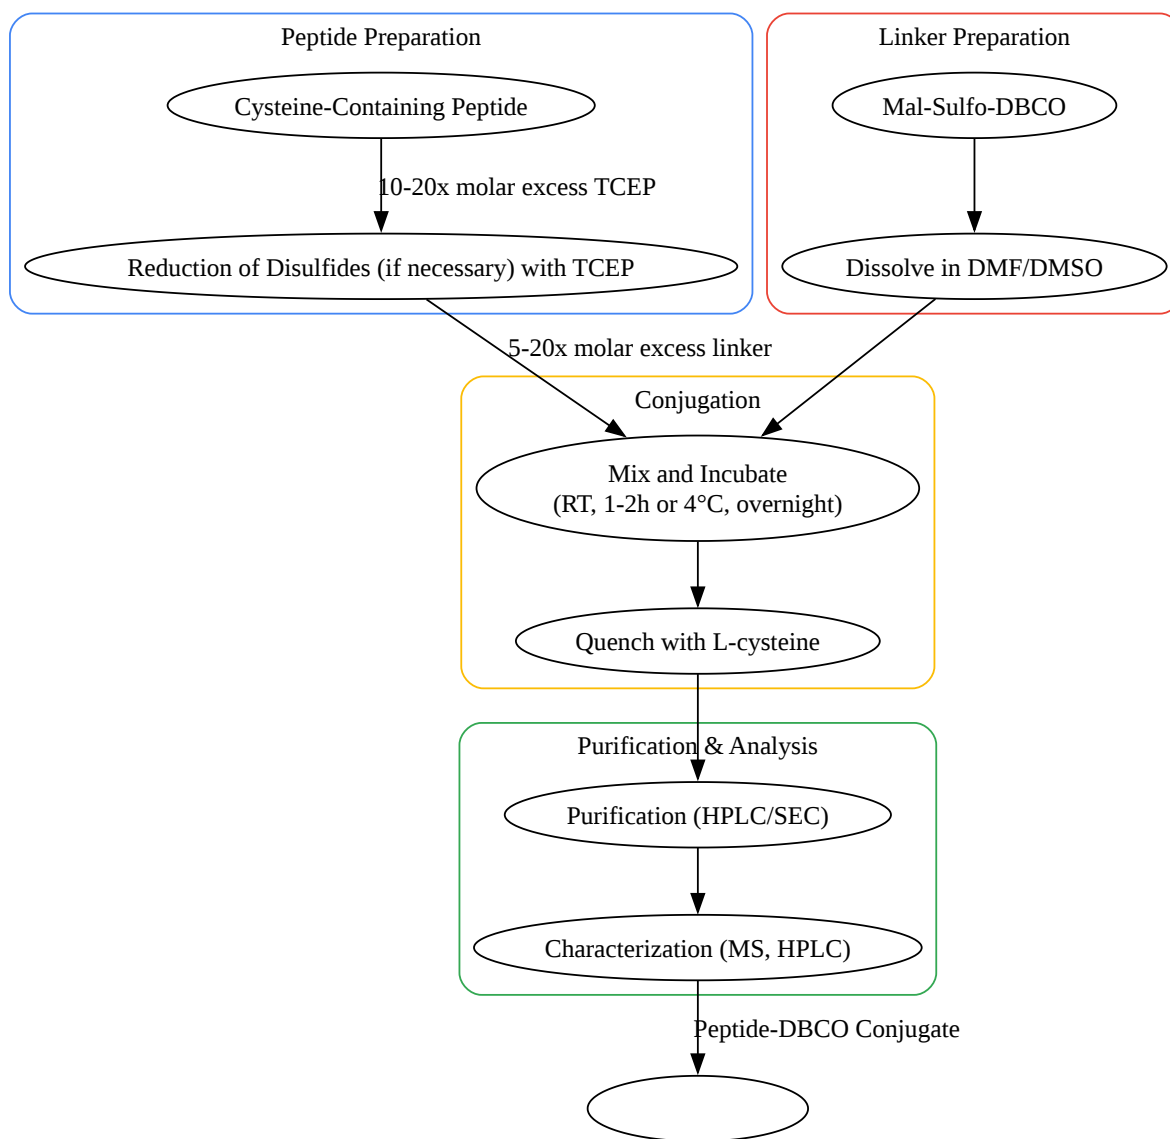 Peptide Preparation
Cysteine-Containing Peptide
10-20x molar excess TCEP
Reduction of Disulfides (if necessary) with TCEP
Linker Preparation
Mal-Sulfo-DBCO
Dissolve in DMF/DMSO
5-20x molar excess linker
Conjugation
Mix and Incubate
(RT, 1-2h or 4°C, overnight)
Quench with L-cysteine
Purification & Analysis
Purification (HPLC/SEC)
Characterization (MS, HPLC)
Peptide-DBCO Conjugate